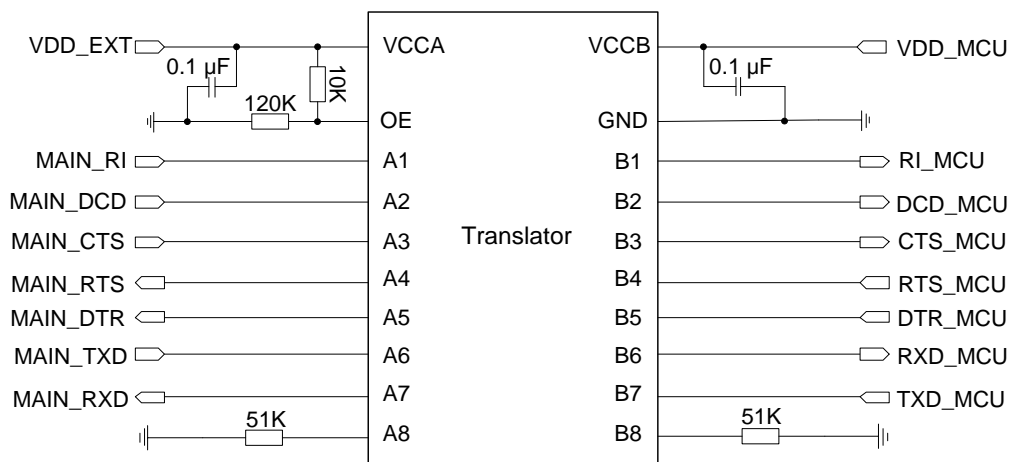 VDD_EXT VCCA VCCB VDD_MCU
0.1 µF 10K 0.1 µF
120K
OE GND
MAIN_RI A1 B1 RI_MCU
MAIN_DCD A2 B2 DCD_MCU
MAIN_CTS A3 Translator B3 CTS_MCU
MAIN_RTS A4 B4 RTS_MCU
MAIN_DTR A5 B5 DTR_MCU
MAIN_TXD A6 B6 RXD_MCU
MAIN_RXD A7 B7 TXD_MCU
51K A8 B8 51K